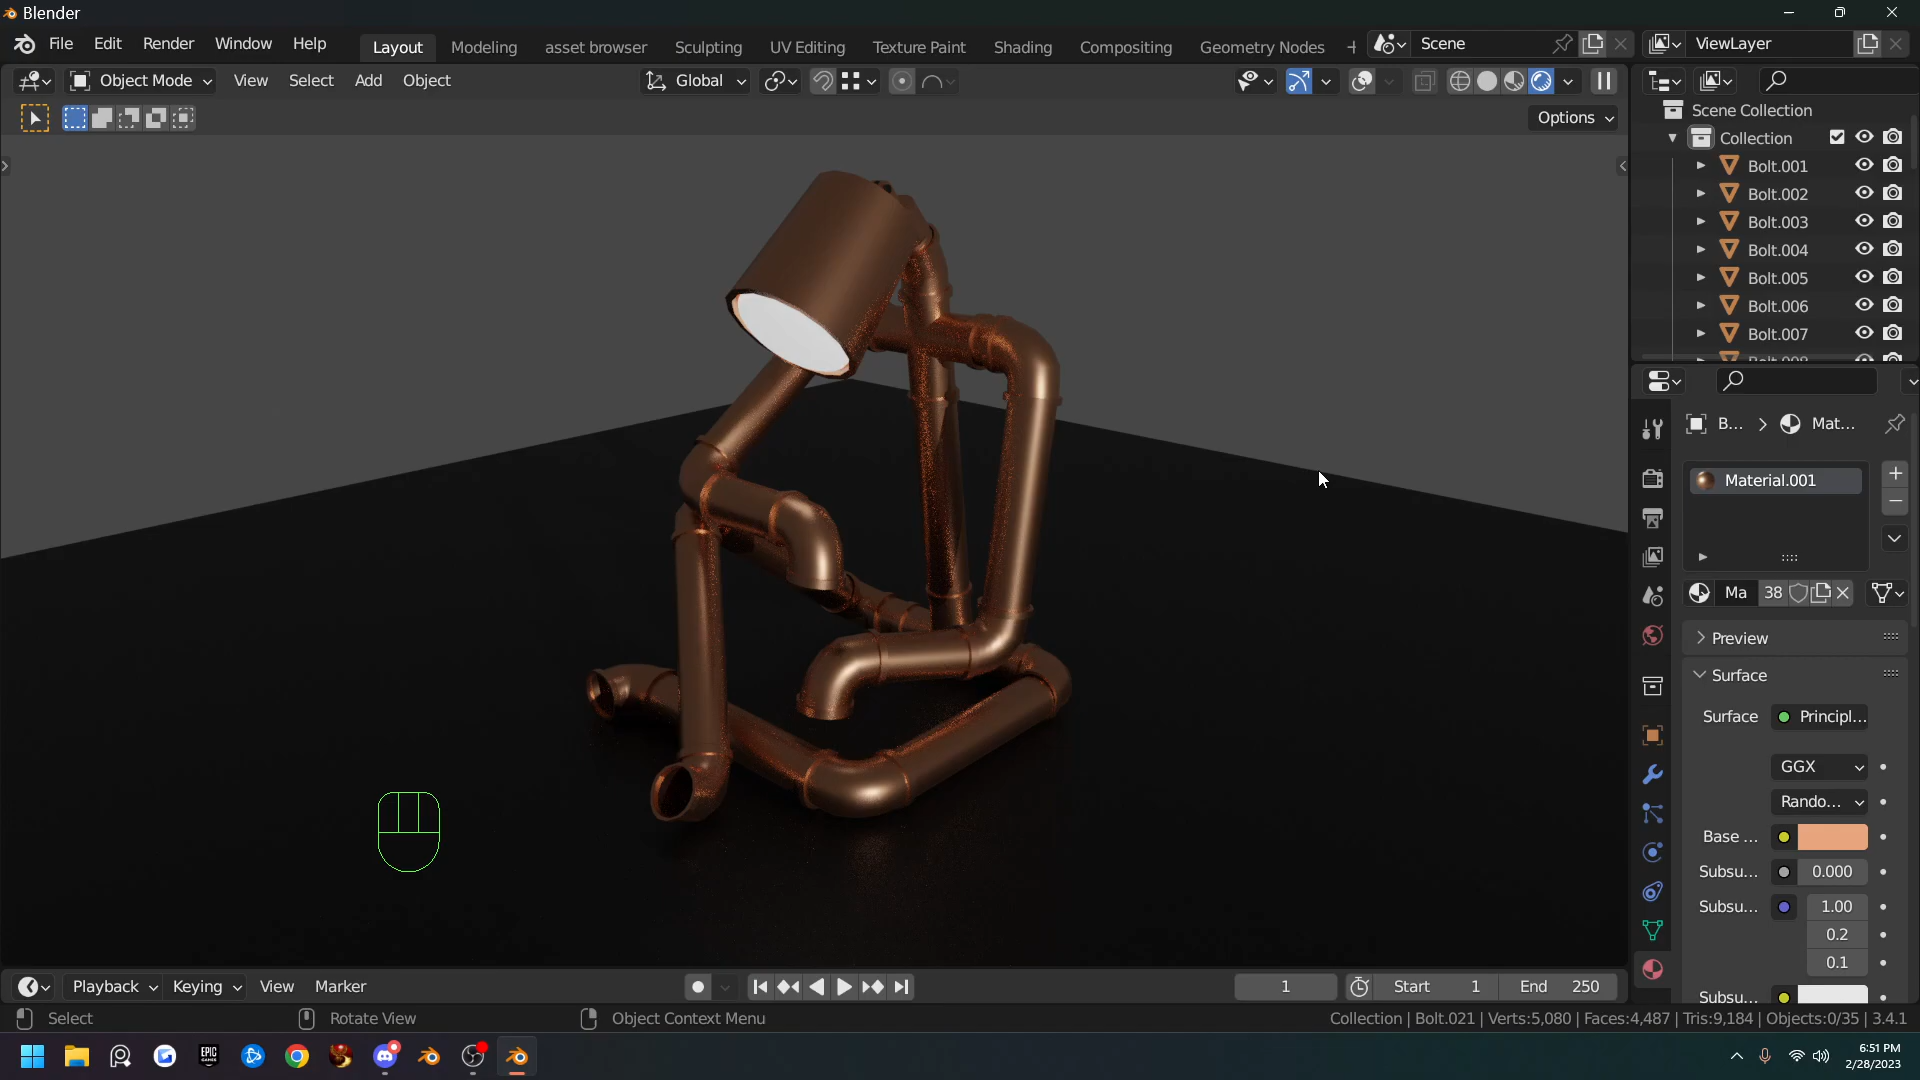 Blender
File Edit Render Window Help Layout Modeling asset browser Sculpting UV Editing Texture Paint Shading Compositing Geometry Nodes + Scene ViewLayer
Object Mode View Select Add Object Global
Options
Scene Collection
Collection
Bolt.001
Bolt.002
Bolt.003
Bolt.004
Bolt.005
Bolt.006
Bolt.007
B... > Mat...
Material.001
Ma 38
Preview
Surface
Surface Principl...
GGX
Rando...
Base ...
Subsu... 0.000
Subsu... 1.00
0.2
0.1
Subsu...
Playback Keying View Marker 1 Start 1 End 250
Select Rotate View Object Context Menu Collection | Bolt.021 | Verts:5,080 | Faces:4,487 | Tris:9,184 | Objects:0/35 | 3.4.1
EPIC GAMES
6:51 PM
2/28/2023